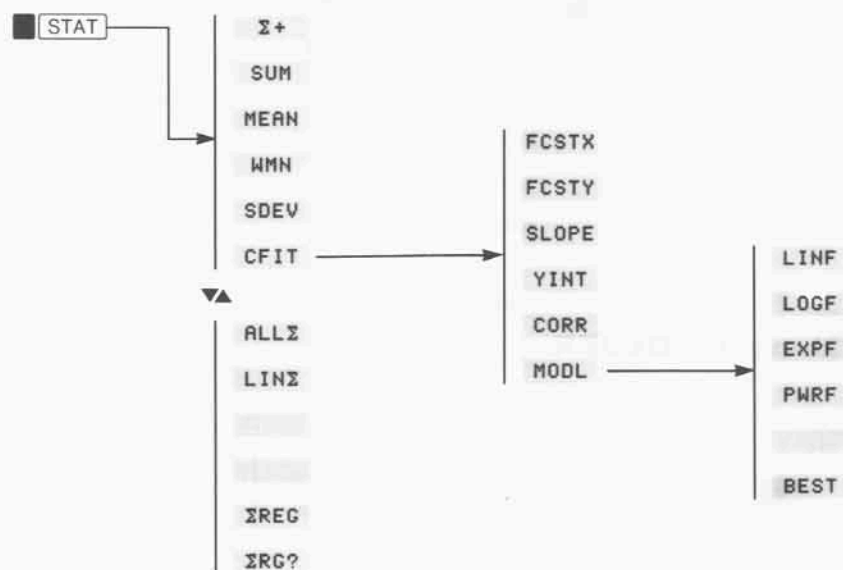 STAT
Σ+
SUM
MEAN
WMN
SDEV
CFIT
ALLΣ
LINΣ
ΣREG
ΣRG?
FCSTX
FCSTY
SLOPE
YINT
CORR
MODL
LINF
LOGF
EXPF
PWRF
BEST